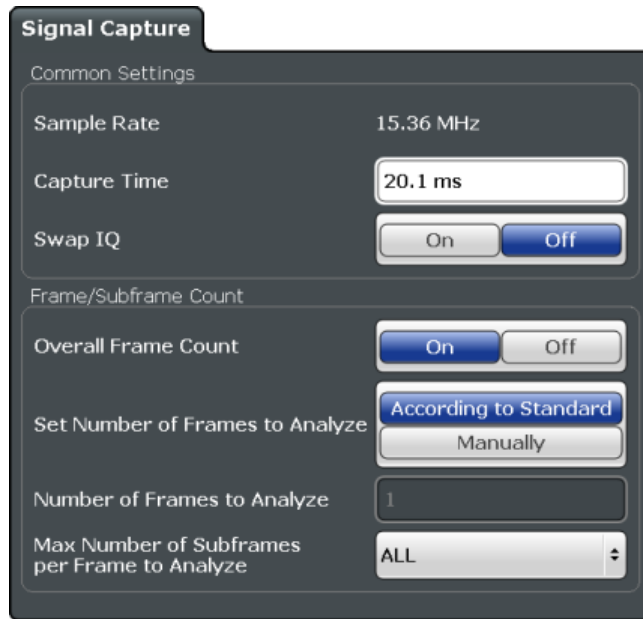 Signal Capture
Common Settings
Sample Rate 15.36 MHz
Capture Time 20.1 ms
Swap IQ On Off
Frame/Subframe Count
Overall Frame Count On Off
Set Number of Frames to Analyze According to Standard
Manually
Number of Frames to Analyze 1
Max Number of Subframes
per Frame to Analyze ALL